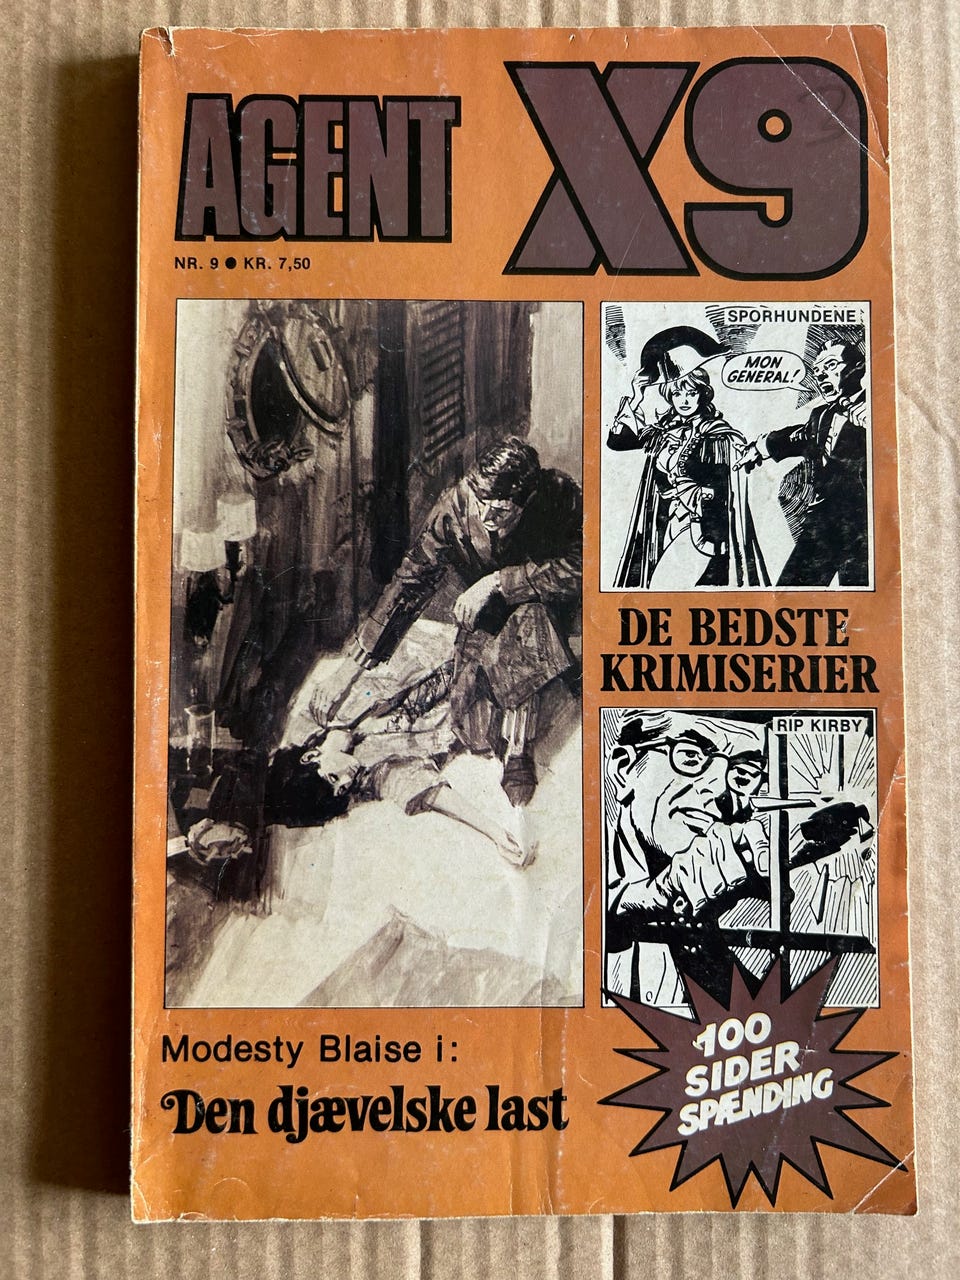 AGENT X9
NR. 9 ● KR. 7,50
SPORHUNDENE
MON
GENERAL!
DE BEDSTE
KRIMISERIER
RIP KIRBY
Modesty Blaise i:
Den djævelske last
100
SIDER
SPÆNDING